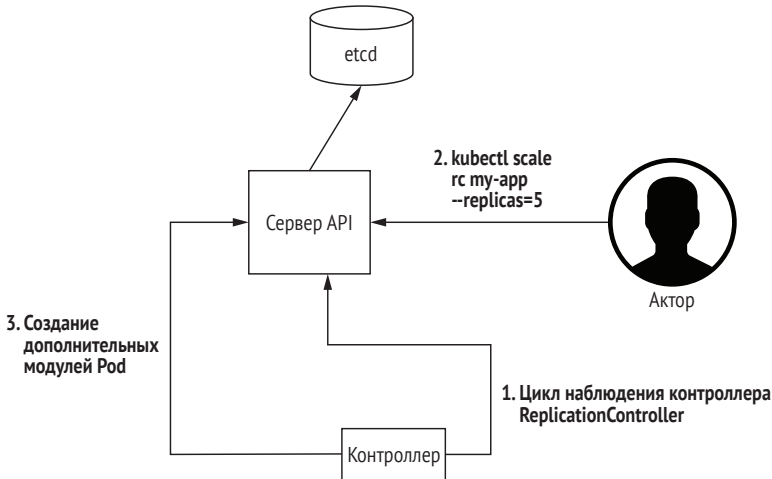 etcd
2. kubectl scale
rc my-app
--replicas=5
Сервер API
Актор
3. Создание
дополнительных
модулей Pod
1. Цикл наблюдения контроллера
ReplicationController
Контроллер